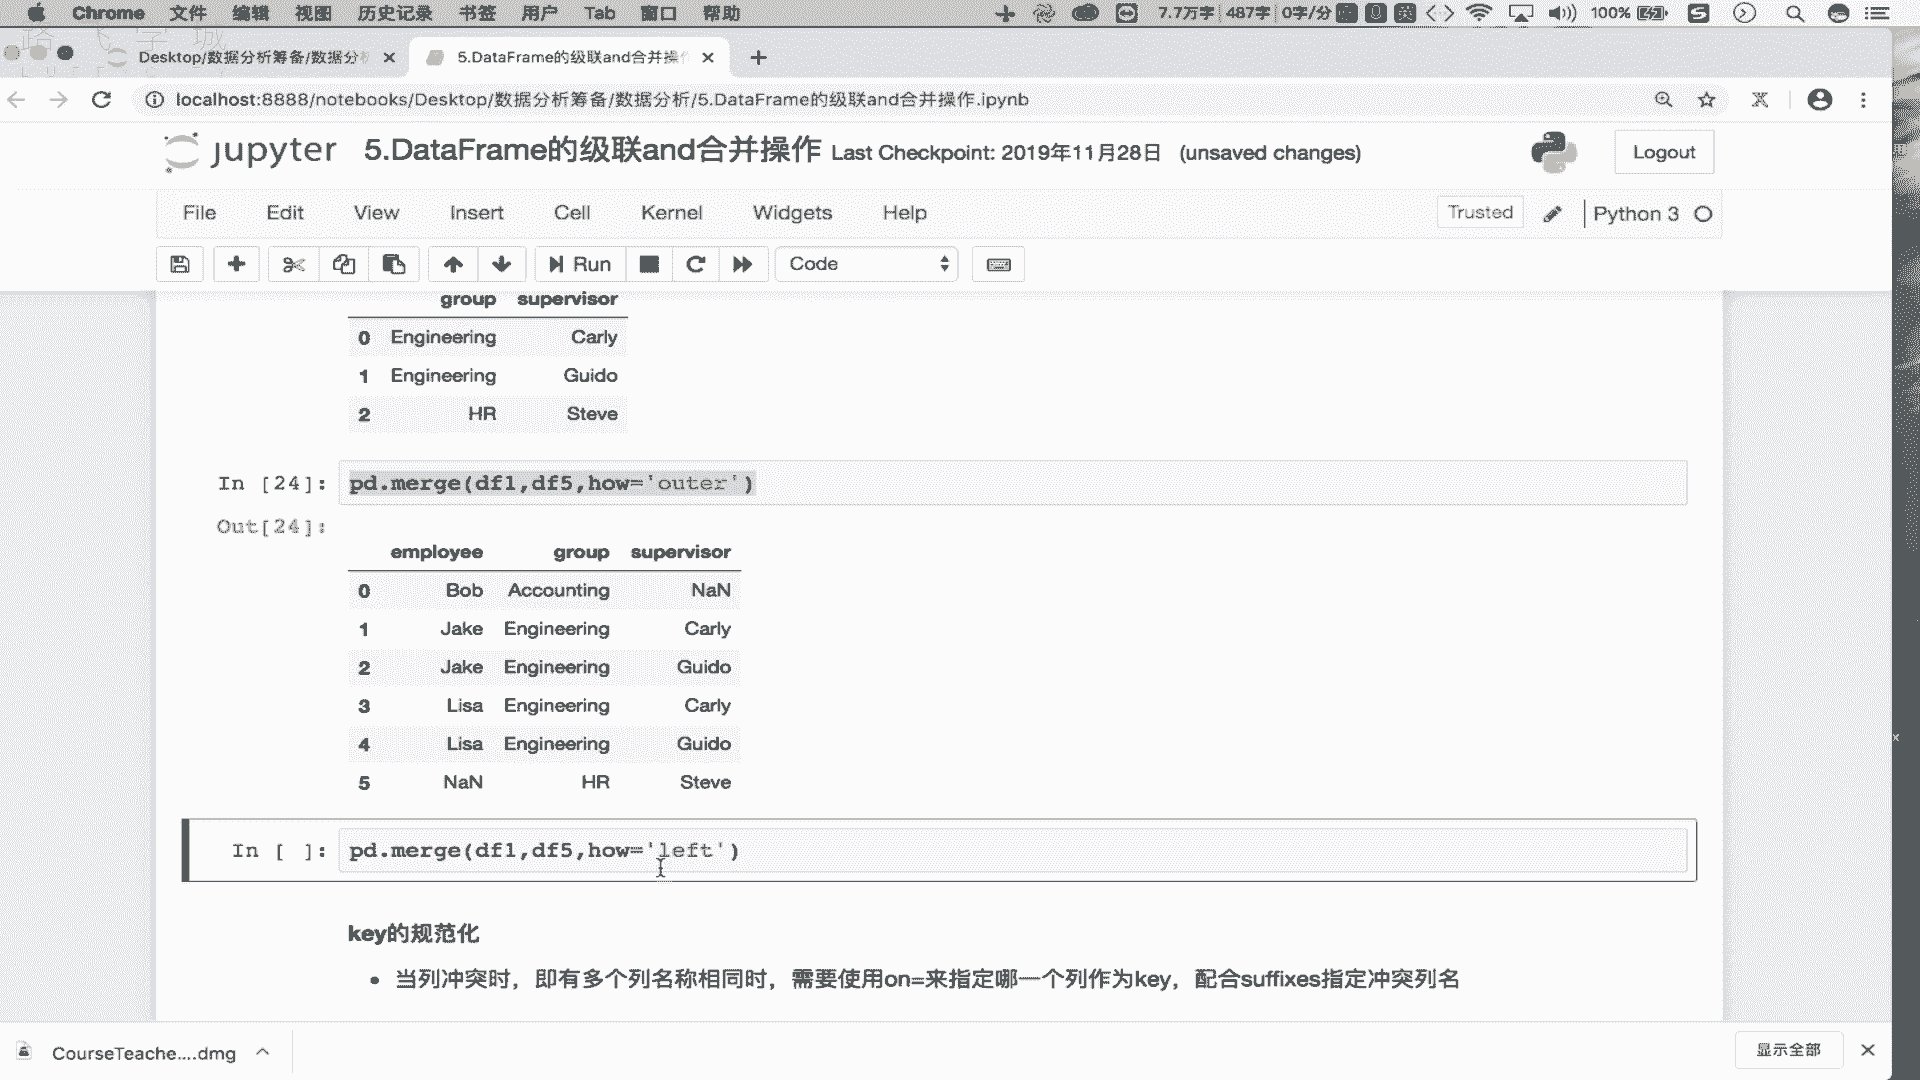 Chrome 文件 编辑 视图 历史记录 书签 用户 Tab 窗口 帮助 7.7万字 487字 0字/分 英 100%
路飞学城
Desktop/数据分析筹备/数据分 5.DataFrame的级联and合并操
localhost:8888/notebooks/Desktop/数据分析筹备/数据分析/5.DataFrame的级联and合并操作.ipynb
jupyter 5.DataFrame的级联and合并操作 Last Checkpoint: 2019年11月28日 (unsaved changes) Logout
File Edit View Insert Cell Kernel Widgets Help Trusted Python 3
Run Code
group supervisor
0 Engineering Carly
1 Engineering Guido
2 HR Steve
In [24]: pd.merge(df1,df5,how='outer')
Out[24]:
employee group supervisor
0 Bob Accounting NaN
1 Jake Engineering Carly
2 Jake Engineering Guido
3 Lisa Engineering Carly
4 Lisa Engineering Guido
5 NaN HR Steve
In [ ]: pd.merge(df1,df5,how='left')
key的规范化
• 当列冲突时，即有多个列名称相同时，需要使用on=来指定哪一个列作为key，配合suffixes指定冲突列名
CourseTeache....dmg 显示全部